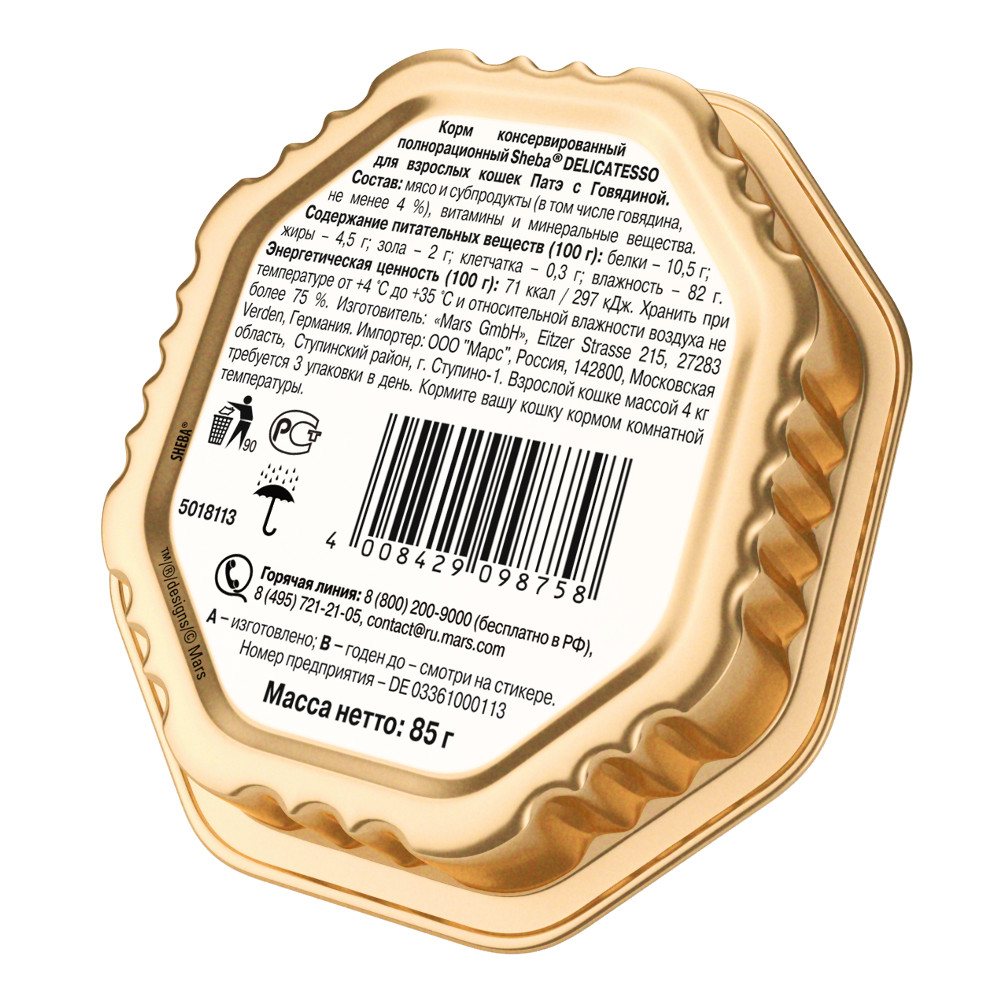 Корм консервированный
полнорационный Sheba® DELICATESSO
для взрослых кошек Патэ с Говядиной.
Состав: мясо и субпродукты (в том числе говядина,
не менее 4 %), витамины и минеральные вещества.
Содержание питательных веществ (100 г): белки – 10,5 г;
жиры – 4,5 г; зола – 2 г; клетчатка – 0,3 г; влажность – 82 г.
Энергетическая ценность (100 г): 71 ккал / 297 кДж. Хранить при
температуре от +4 °С до +35 °С и относительной влажности воздуха не
более 75 %. Изготовитель: «Mars GmbH», Eitzer Strasse 215, 27283
Verden, Германия. Импортер: ООО "Марс", Россия, 142800, Московская
область, Ступинский район, г. Ступино-1. Взрослой кошке массой 4 кг
требуется 3 упаковки в день. Кормите вашу кошку кормом комнатной
температуры.
90
РСТ
SHEBA®
5018113
4 008429 098758
™/®/designs/© Mars
Горячая линия: 8 (800) 200-9000 (бесплатно в РФ),
8 (495) 721-21-05, contact@ru.mars.com
A – изготовлено; B – годен до – смотри на стикере.
Номер предприятия – DE 03361000113
Масса нетто: 85 г